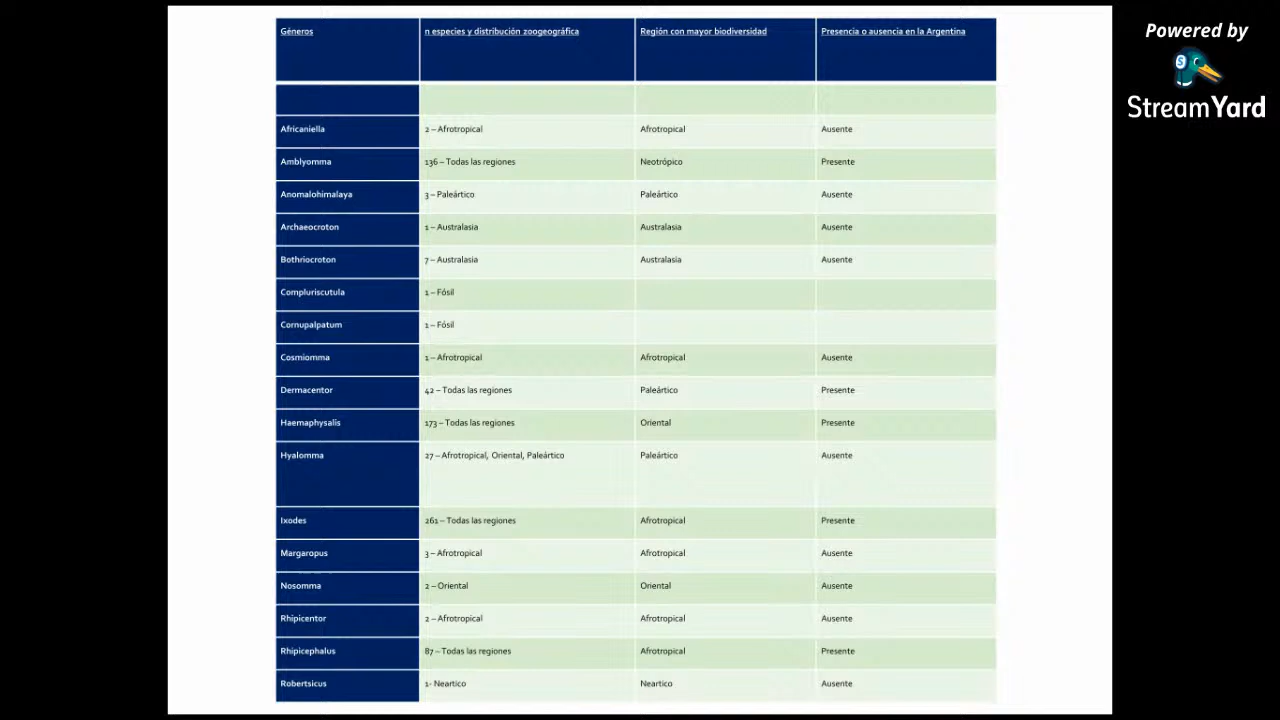 Géneros n especies y distribución zoogeográfica Región con mayor biodiversidad Presencia o ausencia en la Argentina
Powered by
StreamYard
Africaniella 2 – Afrotropical Afrotropical Ausente
Amblyomma 136 – Todas las regiones Neotrópico Presente
Anomalohimalaya 3 – Paleártico Paleártico Ausente
Archaeocroton 1 – Australasia Australasia Ausente
Bothriocroton 7 – Australasia Australasia Ausente
Compluriscutula 1 – Fósil
Cornupalpatum 1 – Fósil
Cosmiomma 1 – Afrotropical Afrotropical Ausente
Dermacentor 42 – Todas las regiones Paleártico Presente
Haemaphysalis 173 – Todas las regiones Oriental Presente
Hyalomma 27 – Afrotropical, Oriental, Paleártico Paleártico Ausente
Ixodes 261 – Todas las regiones Afrotropical Presente
Margaropus 3 – Afrotropical Afrotropical Ausente
Nosomma 2 – Oriental Oriental Ausente
Rhipicentor 2 – Afrotropical Afrotropical Ausente
Rhipicephalus 87 – Todas las regiones Afrotropical Presente
Robertsicus 1- Neartico Neartico Ausente